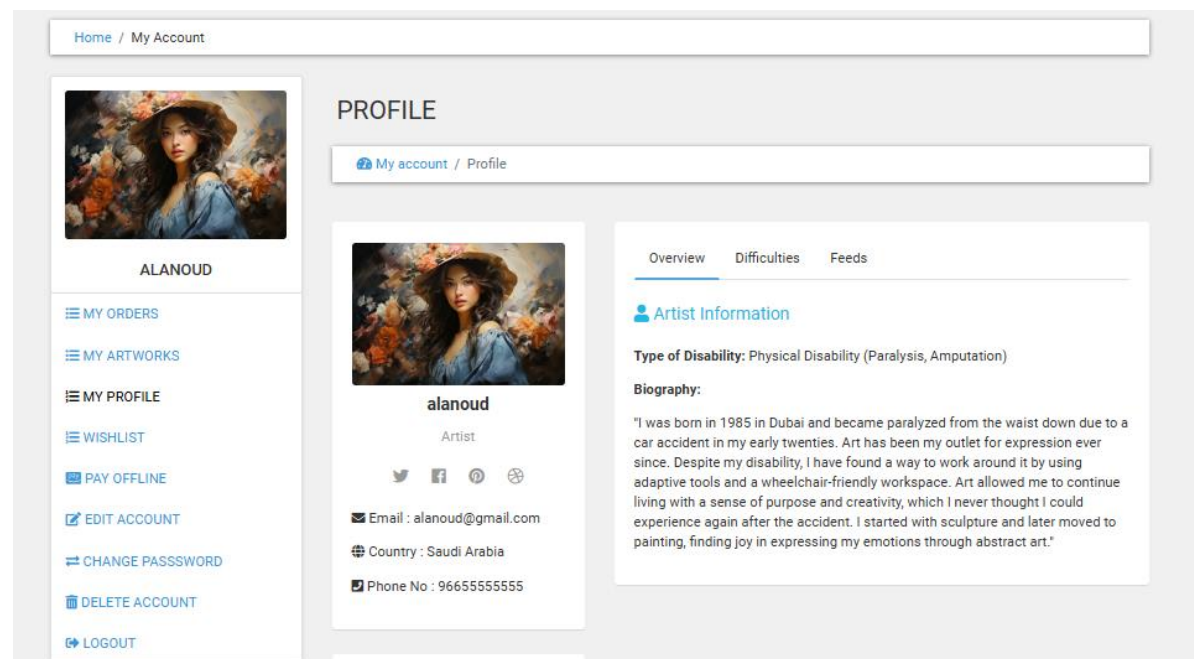 Home / My Account
ALANOUD
MY ORDERS
MY ARTWORKS
MY PROFILE
WISHLIST
PAY OFFLINE
EDIT ACCOUNT
CHANGE PASSSWORD
DELETE ACCOUNT
LOGOUT
PROFILE
My account / Profile
alanoud
Artist
Email : alanoud@gmail.com
Country : Saudi Arabia
Phone No : 96655555555
Overview Difficulties Feeds
Artist Information
Type of Disability: Physical Disability (Paralysis, Amputation)
Biography:
"I was born in 1985 in Dubai and became paralyzed from the waist down due to a
car accident in my early twenties. Art has been my outlet for expression ever
since. Despite my disability, I have found a way to work around it by using
adaptive tools and a wheelchair-friendly workspace. Art allowed me to continue
living with a sense of purpose and creativity, which I never thought I could
experience again after the accident. I started with sculpture and later moved to
painting, finding joy in expressing my emotions through abstract art."